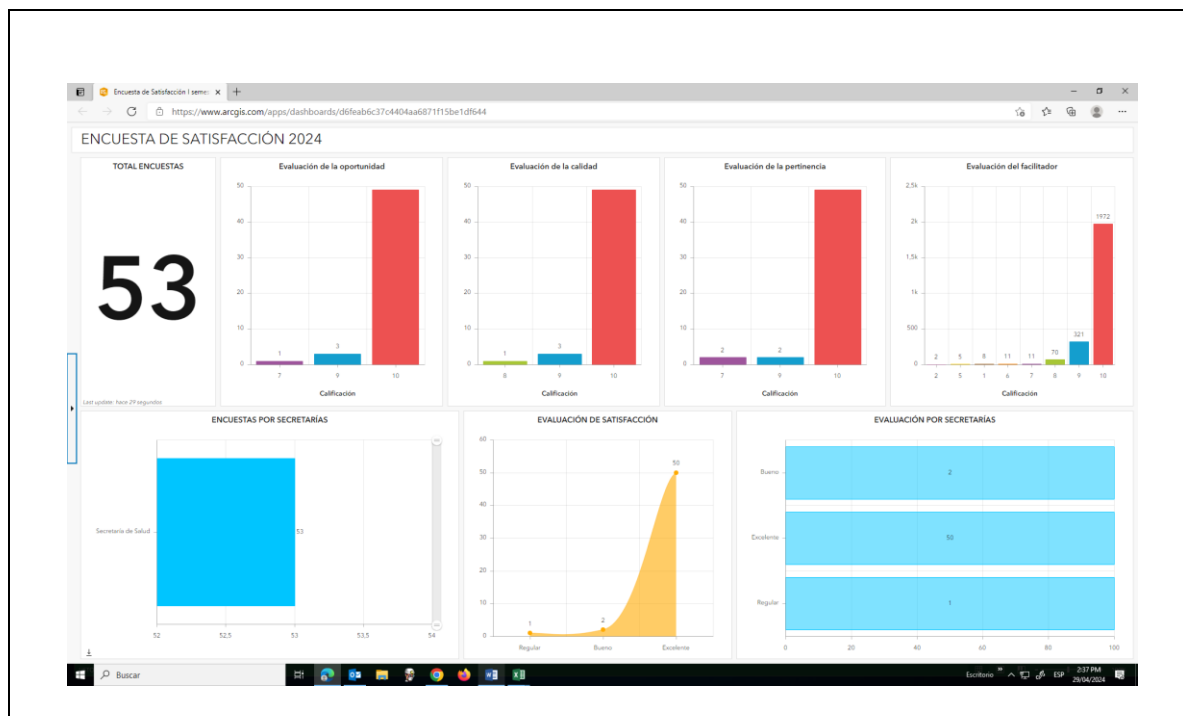 Encuesta de Satisfacción I seme:
https://www.arcgis.com/apps/dashboards/d6feab6c37c4404aa6871f15be1df644
ENCUESTA DE SATISFACCIÓN 2024
TOTAL ENCUESTAS
53
Last update: hace 29 segundos
Evaluación de la oportunidad
50
40
30
20
10
0
1
3
7 9 10
Calificación
Evaluación de la calidad
50
40
30
20
10
0
1
3
8 9 10
Calificación
Evaluación de la pertinencia
50
40
30
20
10
0
2
2
7 9 10
Calificación
Evaluación del facilitador
2,5k
2k
1,5k
1k
500
0
2 5 8 11 11 70 321 1972
2 5 1 6 7 8 9 10
Calificación
ENCUESTAS POR SECRETARÍAS
Secretaría de Salud
53
52 52,5 53 53,5 54
EVALUACIÓN DE SATISFACCIÓN
60
50
40
30
20
10
0
1
2
50
Regular Bueno Excelente
EVALUACIÓN POR SECRETARÍAS
Bueno 2
Excelente 50
Regular 1
0 20 40 60 80 100
Buscar
Escritorio
ESP
2:37 PM
29/04/2024